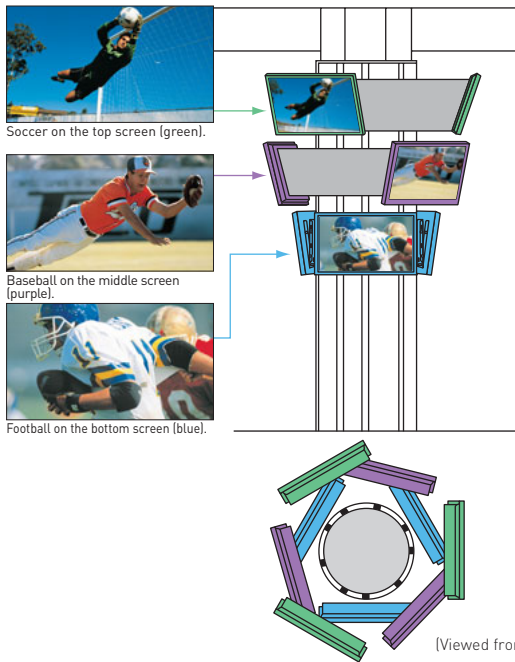 Soccer on the top screen (green).
Baseball on the middle screen
(purple).
Football on the bottom screen (blue).
(Viewed from